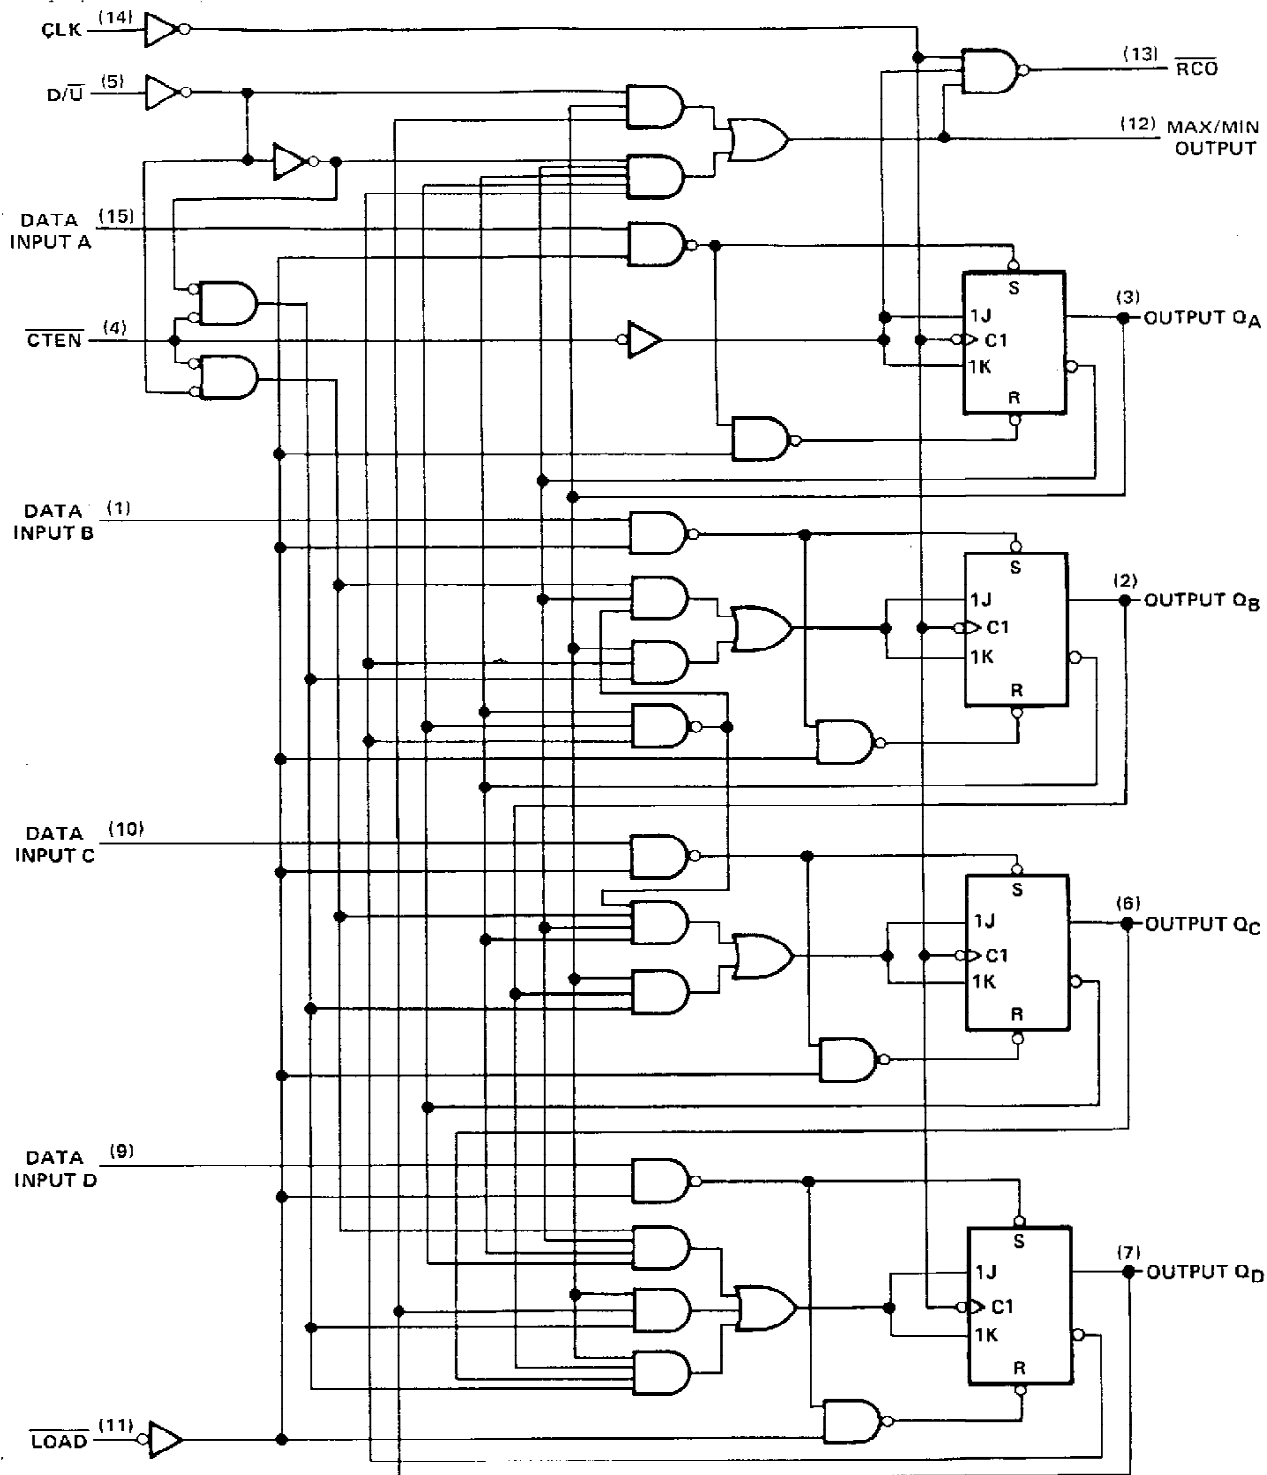 CLK (14)
(13) RCO
D/U (5)
(12) MAX/MIN
OUTPUT
DATA (15)
INPUT A
S
(3)
1J OUTPUT QA
CTEN (4)
C1
1K
R
DATA (1)
INPUT B
S
(2)
1J OUTPUT QB
C1
1K
R
DATA (10)
INPUT C
S
(6)
1J OUTPUT QC
C1
1K
R
DATA (9)
INPUT D
S
(7)
1J OUTPUT QD
C1
1K
R
LOAD (11)